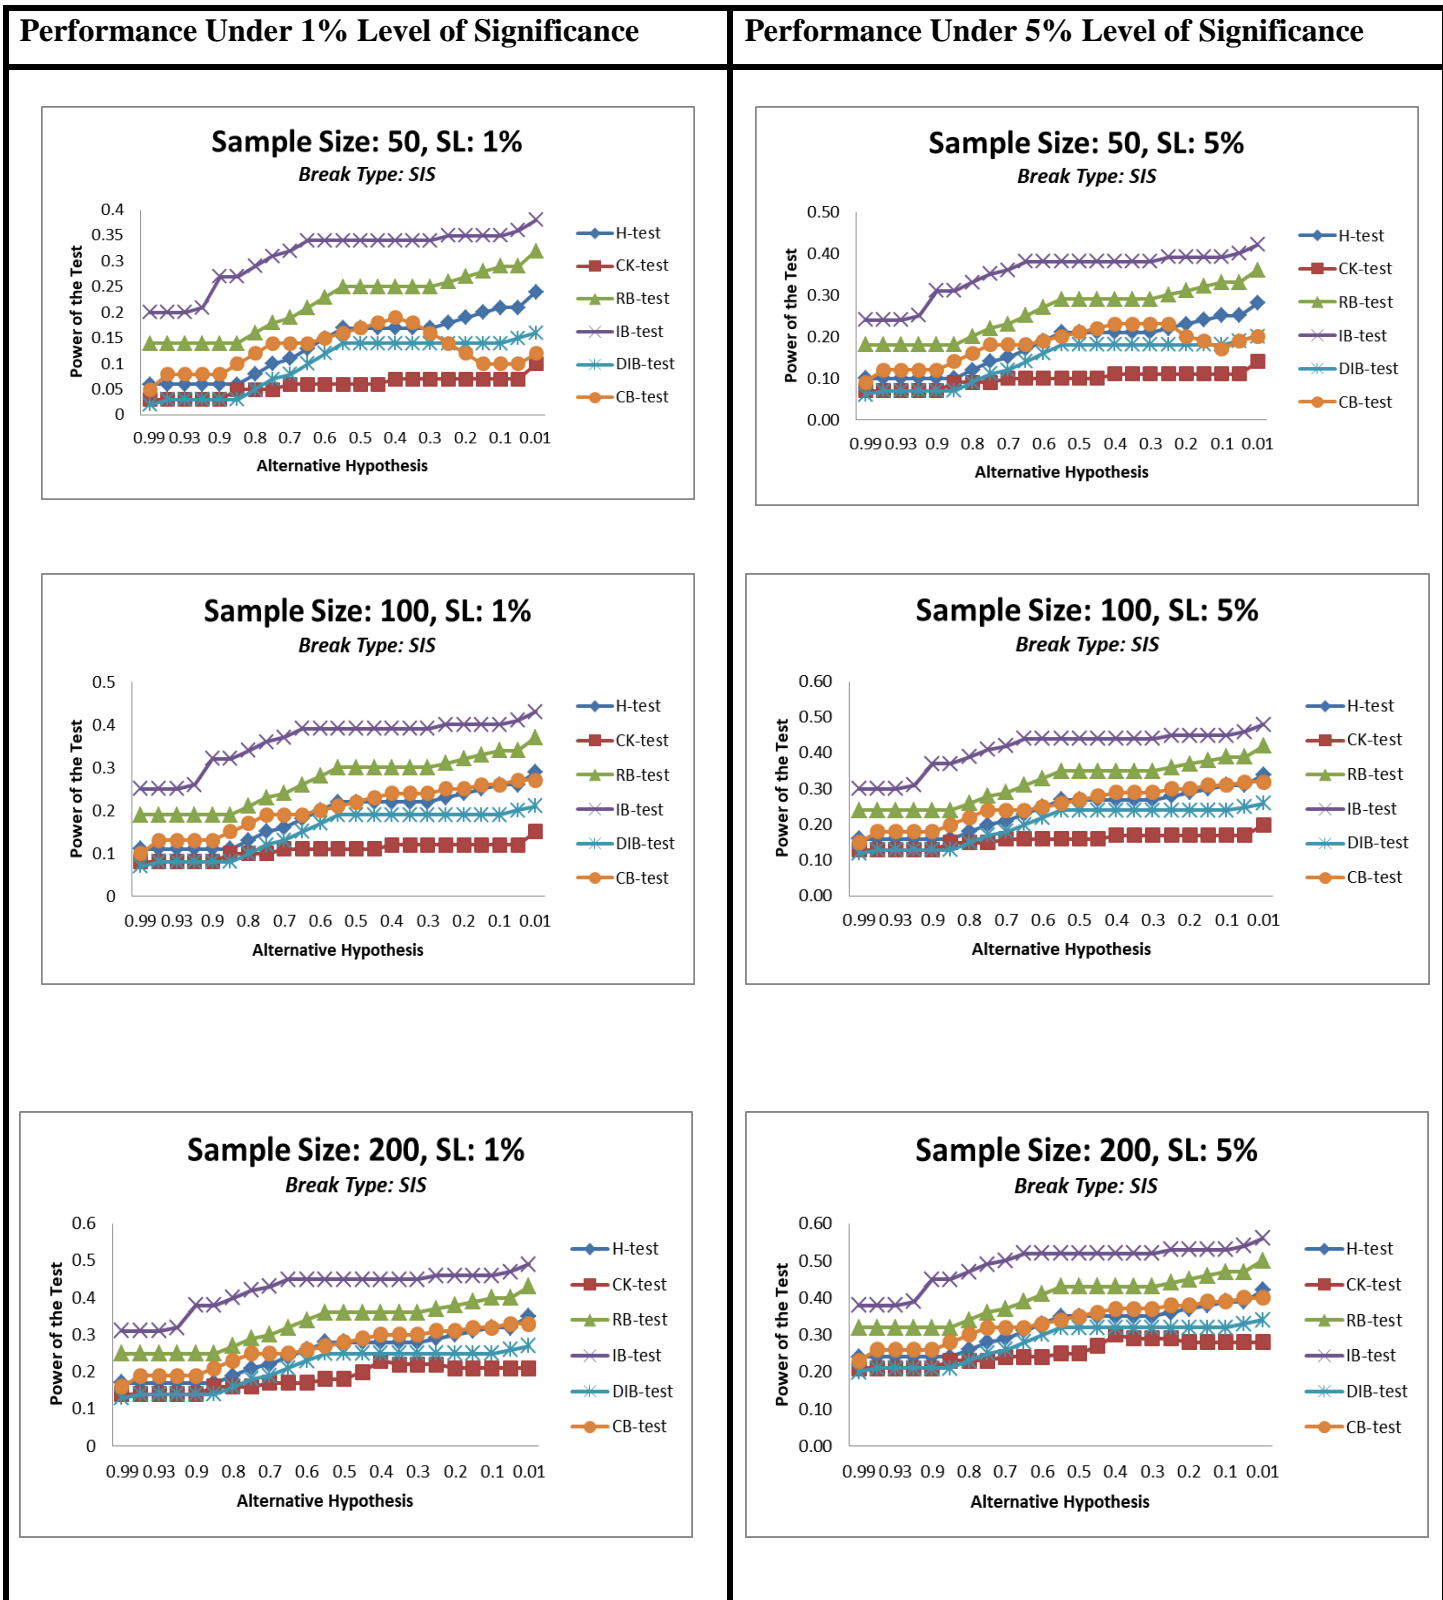 Performance Under 1% Level of Significance
Performance Under 5% Level of Significance
Sample Size: 50, SL: 1%
Break Type: SIS
Power of the Test
0.4
0.35
0.3
0.25
0.2
0.15
0.1
0.05
0
0.99 0.93 0.9 0.8 0.7 0.6 0.5 0.4 0.3 0.2 0.1 0.01
Alternative Hypothesis
H-test
CK-test
RB-test
IB-test
DIB-test
CB-test
Sample Size: 50, SL: 5%
Break Type: SIS
Power of the Test
0.50
0.40
0.30
0.20
0.10
0.00
0.99 0.93 0.9 0.8 0.7 0.6 0.5 0.4 0.3 0.2 0.1 0.01
Alternative Hypothesis
H-test
CK-test
RB-test
IB-test
DIB-test
CB-test
Sample Size: 100, SL: 1%
Break Type: SIS
Power of the Test
0.5
0.4
0.3
0.2
0.1
0
0.99 0.93 0.9 0.8 0.7 0.6 0.5 0.4 0.3 0.2 0.1 0.01
Alternative Hypothesis
H-test
CK-test
RB-test
IB-test
DIB-test
CB-test
Sample Size: 100, SL: 5%
Break Type: SIS
Power of the Test
0.60
0.50
0.40
0.30
0.20
0.10
0.00
0.99 0.93 0.9 0.8 0.7 0.6 0.5 0.4 0.3 0.2 0.1 0.01
Alternative Hypothesis
H-test
CK-test
RB-test
IB-test
DIB-test
CB-test
Sample Size: 200, SL: 1%
Break Type: SIS
Power of the Test
0.6
0.5
0.4
0.3
0.2
0.1
0
0.99 0.93 0.9 0.8 0.7 0.6 0.5 0.4 0.3 0.2 0.1 0.01
Alternative Hypothesis
H-test
CK-test
RB-test
IB-test
DIB-test
CB-test
Sample Size: 200, SL: 5%
Break Type: SIS
Power of the Test
0.60
0.50
0.40
0.30
0.20
0.10
0.00
0.99 0.93 0.9 0.8 0.7 0.6 0.5 0.4 0.3 0.2 0.1 0.01
Alternative Hypothesis
H-test
CK-test
RB-test
IB-test
DIB-test
CB-test